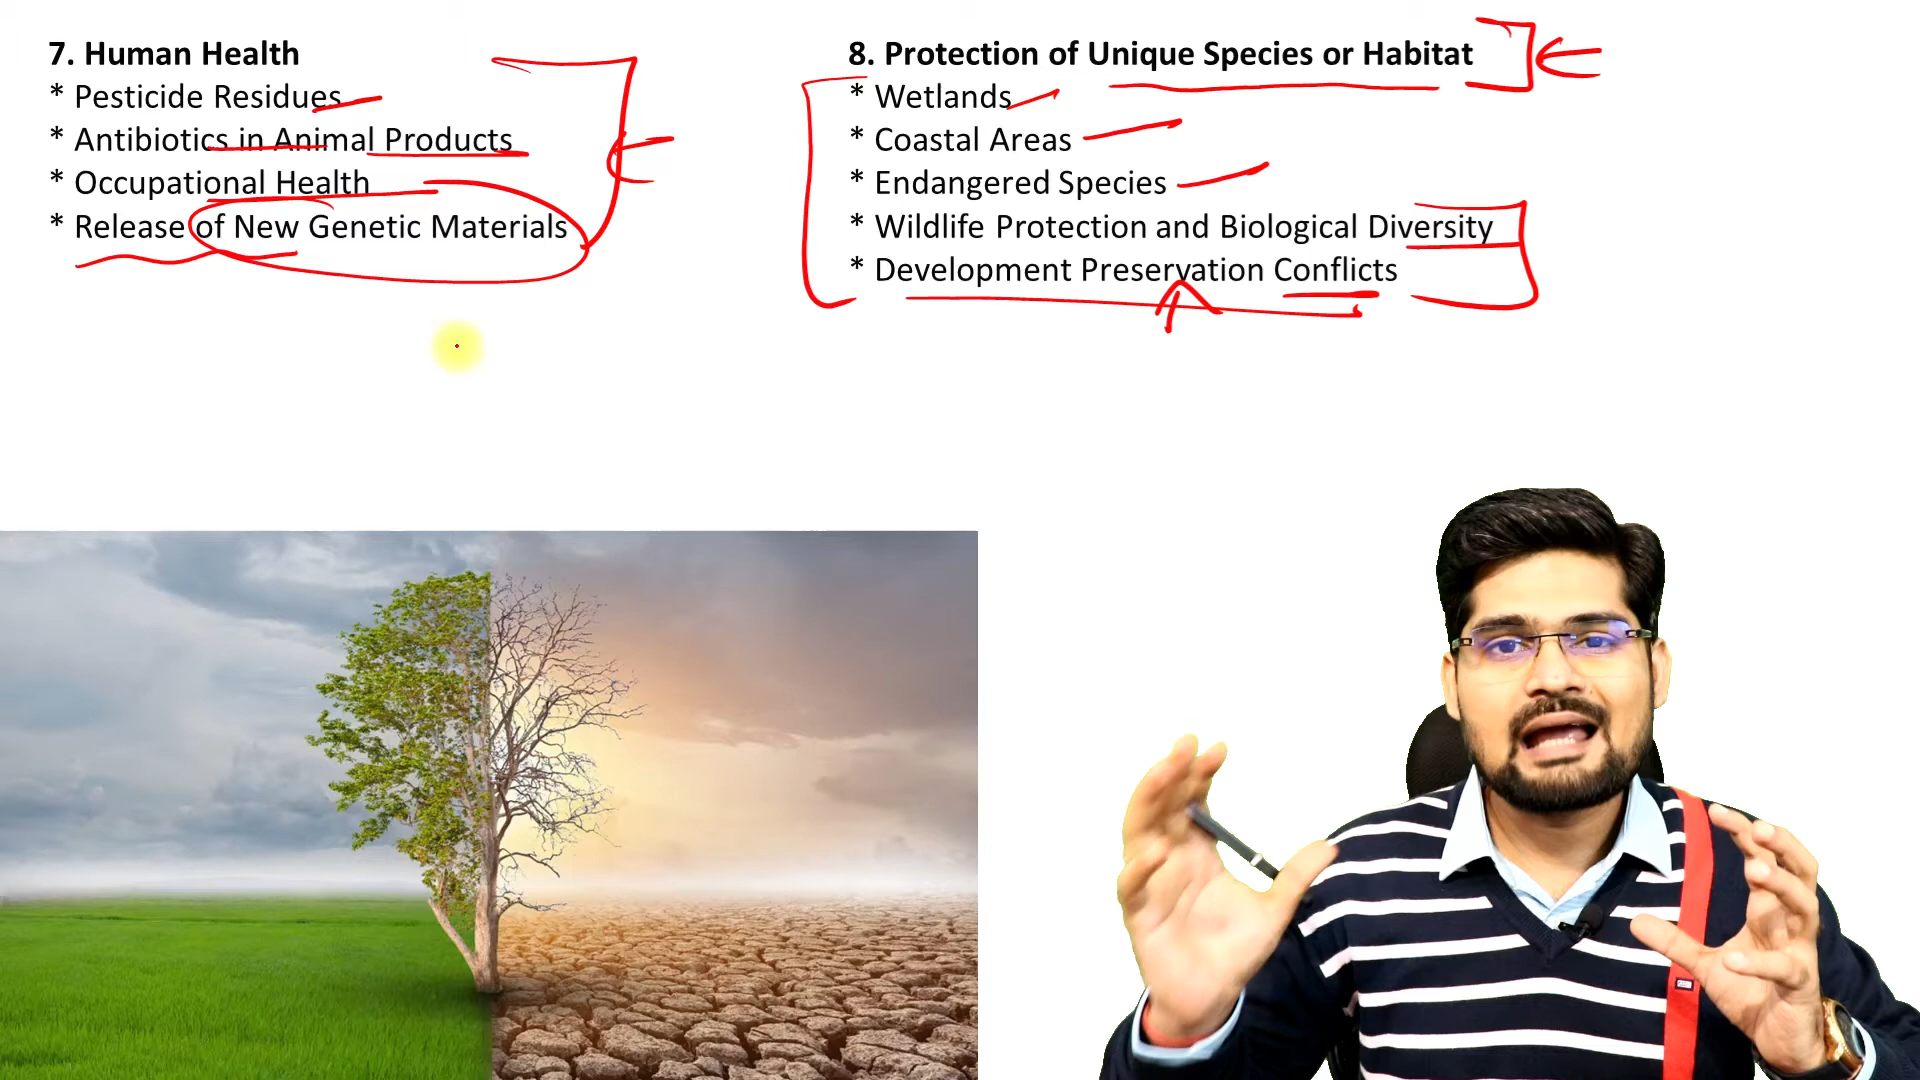 7. Human Health
* Pesticide Residues
* Antibiotics in Animal Products
* Occupational Health
* Release of New Genetic Materials
8. Protection of Unique Species or Habitat
* Wetlands
* Coastal Areas
* Endangered Species
* Wildlife Protection and Biological Diversity
* Development Preservation Conflicts